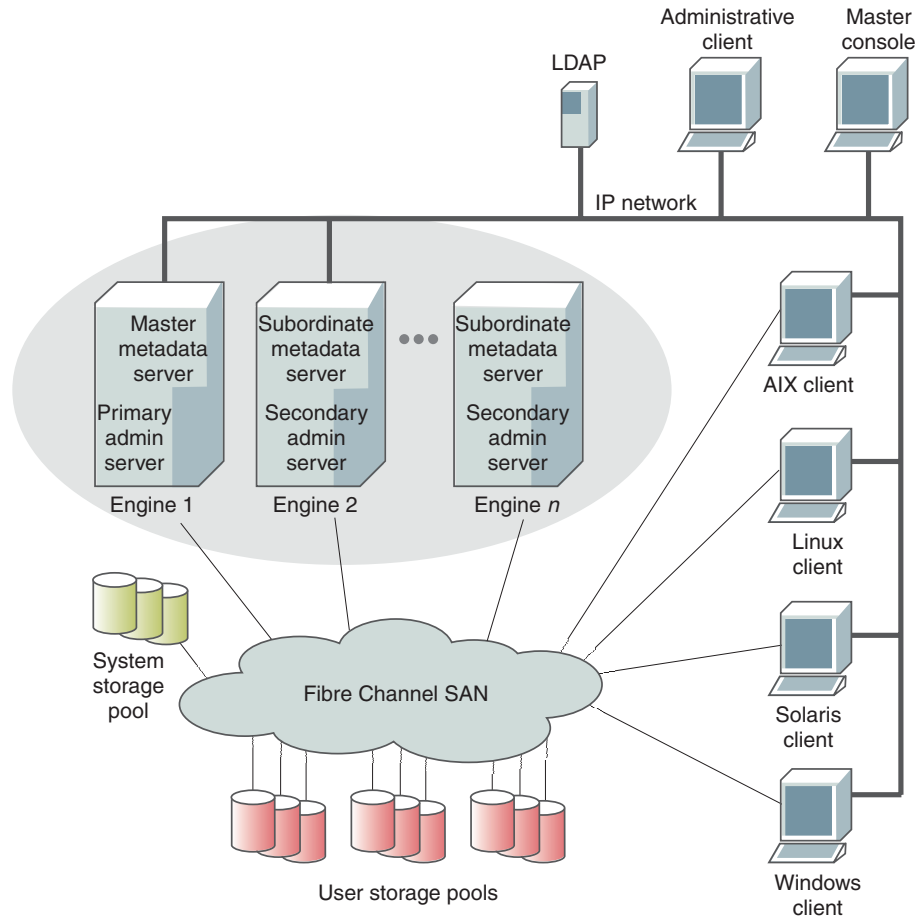 Administrative
client
Master
console
LDAP
IP network
Master
metadata
server
Primary
admin
server
Engine 1
Subordinate
metadata
server
Secondary
admin
server
Engine 2
Subordinate
metadata
server
Secondary
admin
server
Engine n
AIX client
Linux
client
Solaris
client
Windows
client
System
storage
pool
Fibre Channel SAN
User storage pools